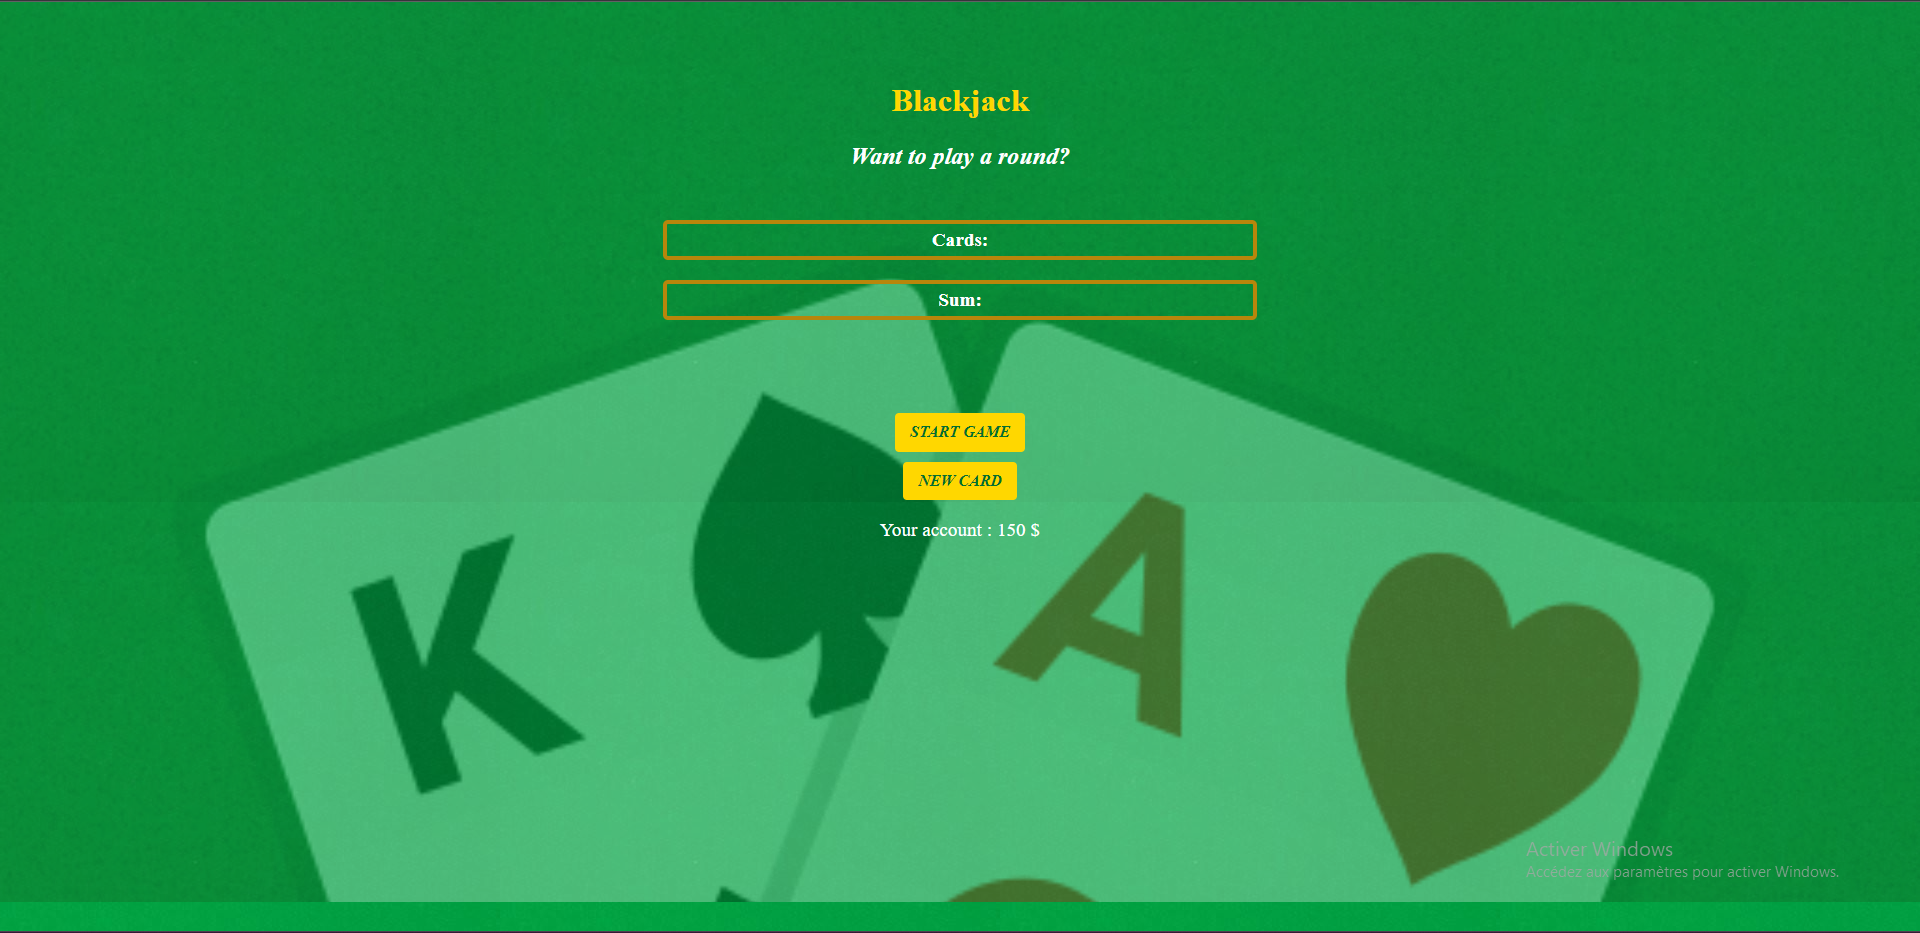 Blackjack
Want to play a round?
Cards:
Sum:
START GAME
NEW CARD
Your account : 150 $
K
A
Activer Windows
Accédez aux paramètres pour activer Windows.